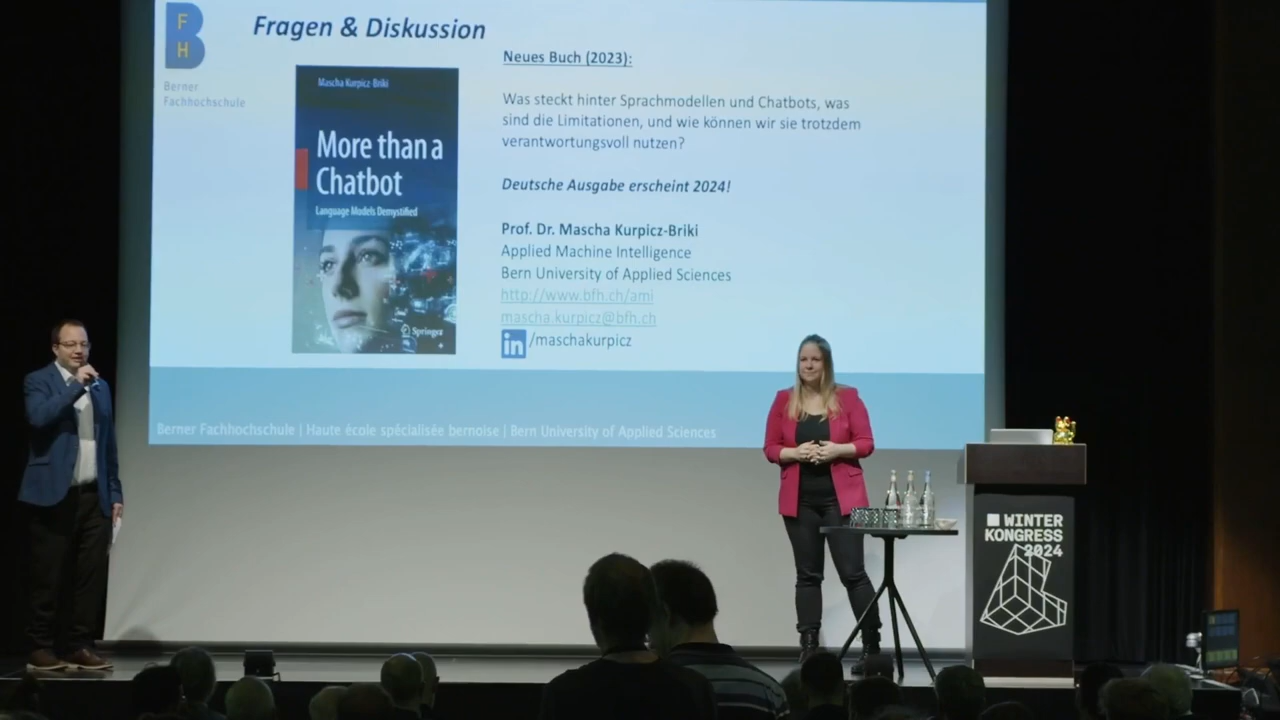 B
F
H
Berner
Fachhochschule
Fragen & Diskussion
Mascha Kurpicz-Briki
More than a
Chatbot
Language Models Demystified
Springer
Neues Buch (2023):
Was steckt hinter Sprachmodellen und Chatbots, was
sind die Limitationen, und wie können wir sie trotzdem
verantwortungsvoll nutzen?
Deutsche Ausgabe erscheint 2024!
Prof. Dr. Mascha Kurpicz-Briki
Applied Machine Intelligence
Bern University of Applied Sciences
http://www.bfh.ch/ami
mascha.kurpicz@bfh.ch
in /maschakurpicz
Berner Fachhochschule | Haute école spécialisée bernoise | Bern University of Applied Sciences
WINTER
KONGRESS
2024